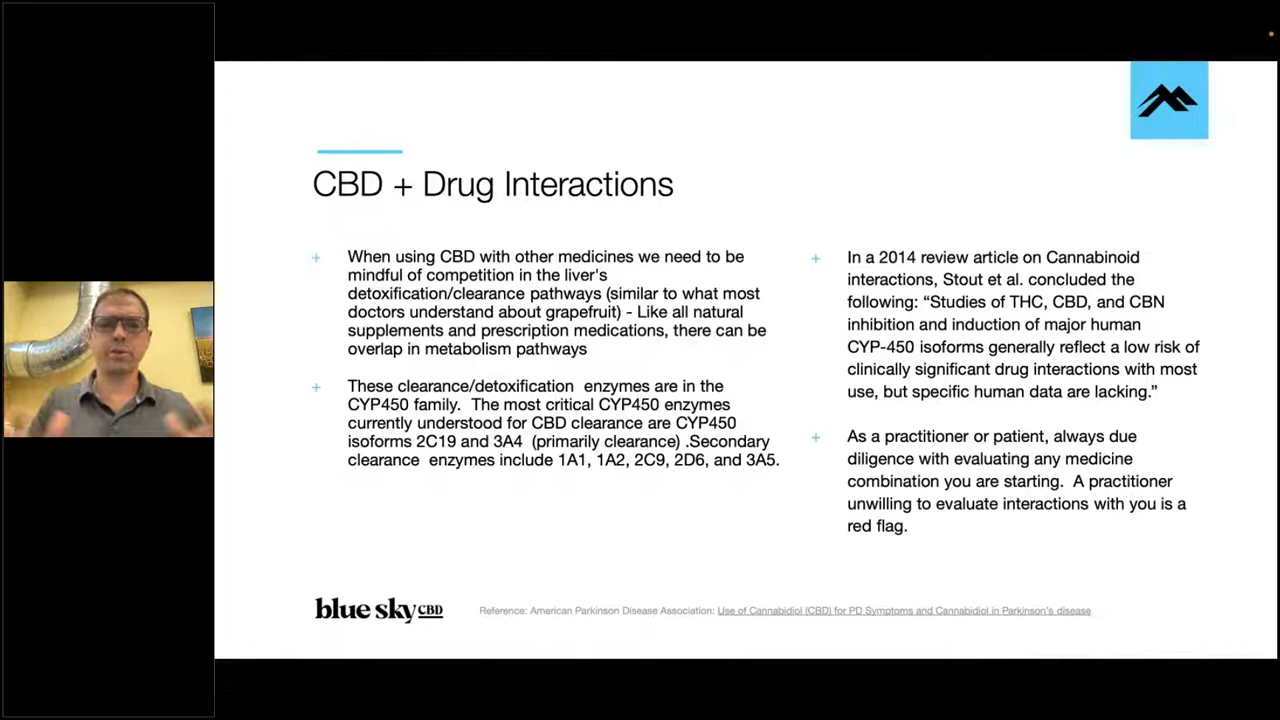 CBD + Drug Interactions
+ When using CBD with other medicines we need to be
mindful of competition in the liver's
detoxification/clearance pathways (similar to what most
doctors understand about grapefruit) - Like all natural
supplements and prescription medications, there can be
overlap in metabolism pathways
+ These clearance/detoxification enzymes are in the
CYP450 family. The most critical CYP450 enzymes
currently understood for CBD clearance are CYP450
isoforms 2C19 and 3A4 (primarily clearance) .Secondary
clearance enzymes include 1A1, 1A2, 2C9, 2D6, and 3A5.
+ In a 2014 review article on Cannabinoid
interactions, Stout et al. concluded the
following: “Studies of THC, CBD, and CBN
inhibition and induction of major human
CYP-450 isoforms generally reflect a low risk of
clinically significant drug interactions with most
use, but specific human data are lacking.”
+ As a practitioner or patient, always due
diligence with evaluating any medicine
combination you are starting. A practitioner
unwilling to evaluate interactions with you is a
red flag.
blue sky CBD
Reference: American Parkinson Disease Association: Use of Cannabidiol (CBD) for PD Symptoms and Cannabidiol in Parkinson's disease